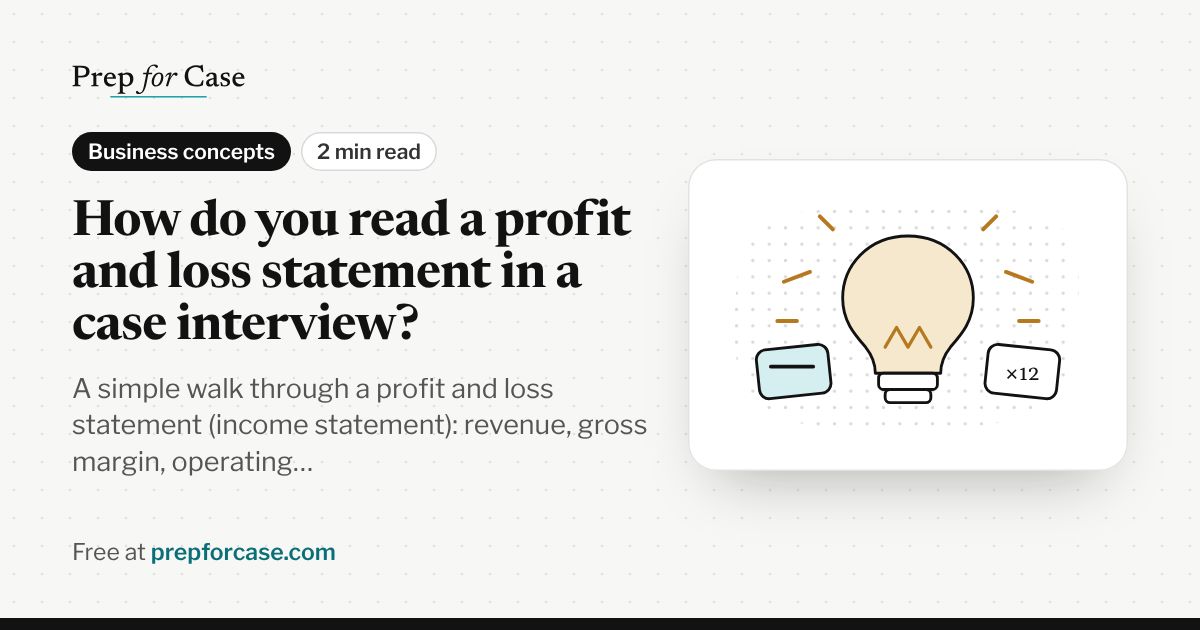 Prep for Case
Business concepts
2 min read
How do you read a profit
and loss statement in a
case interview?
A simple walk through a profit and loss
statement (income statement): revenue, gross
margin, operating...
Free at prepforcase.com
×12